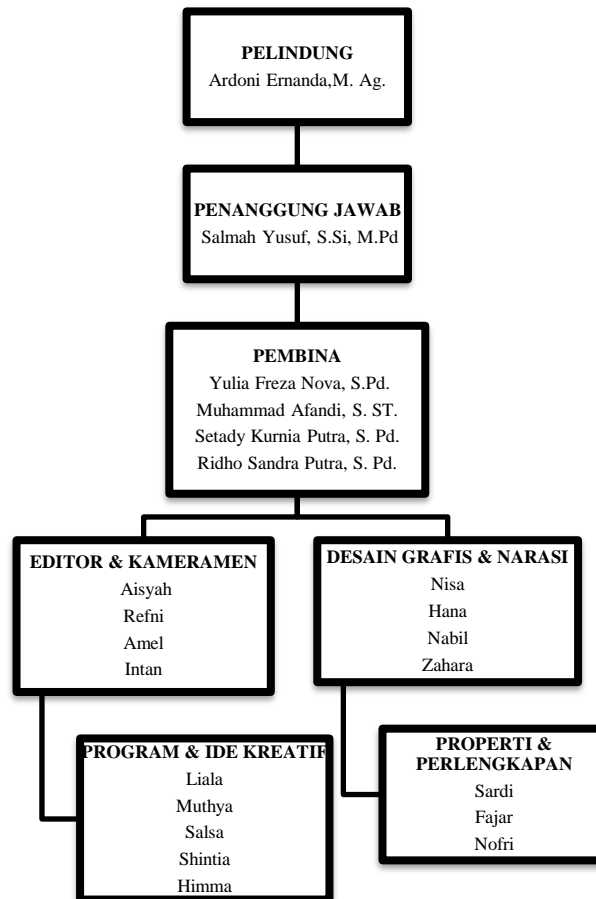 PELINDUNG
Ardoni Ernanda,M. Ag.
PENANGGUNG JAWAB
Salmah Yusuf, S.Si, M.Pd
PEMBINA
Yulia Freza Nova, S.Pd.
Muhammad Afandi, S. ST.
Setady Kurnia Putra, S. Pd.
Ridho Sandra Putra, S. Pd.
EDITOR & KAMERAMEN
Aisyah
Refni
Amel
Intan
DESAIN GRAFIS & NARASI
Nisa
Hana
Nabil
Zahara
PROGRAM & IDE KREATIF
Liala
Muthya
Salsa
Shintia
Himma
PROPERTI &
PERLENGKAPAN
Sardi
Fajar
Nofri